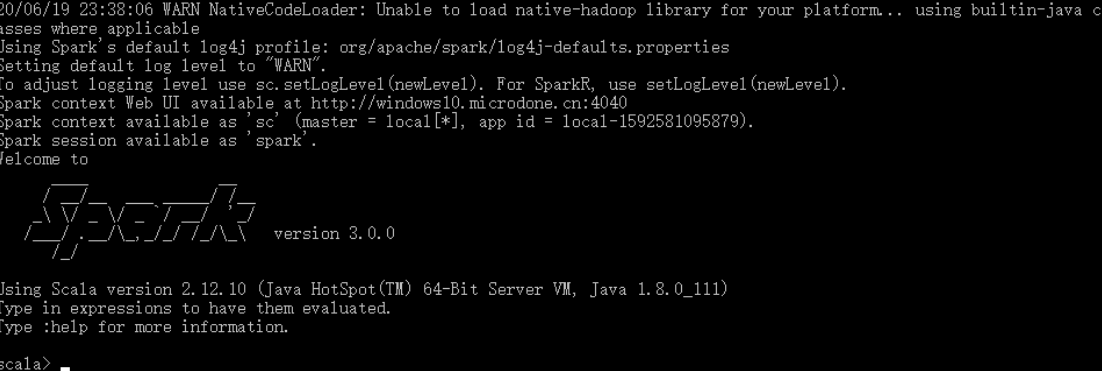 20/06/19 23:38:06 WARN NativeCodeLoader: Unable to load native-hadoop library for your platform... using builtin-java c
asses where applicable
Using Spark's default log4j profile: org/apache/spark/log4j-defaults.properties
Setting default log level to "WARN".
To adjust logging level use sc.setLogLevel(newLevel). For SparkR, use setLogLevel(newLevel).
Spark context Web UI available at http://windows10.microdone.cn:4040
Spark context available as 'sc' (master = local[*], app id = local-1592581095879).
Spark session available as 'spark'.
Welcome to
Spark version 3.0.0
Using Scala version 2.12.10 (Java HotSpot(TM) 64-Bit Server VM, Java 1.8.0_111)
Type in expressions to have them evaluated.
Type :help for more information.
scala>